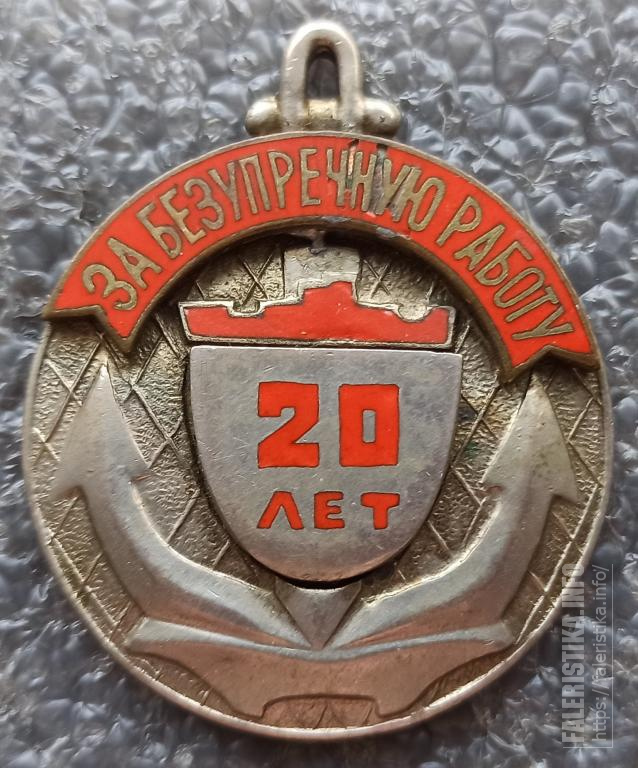 ЗА БЕЗУПРЕЧНУЮ РАБОТУ
20
ЛЕТ
FALERISTIKA.INFO
https://faleristika.info/